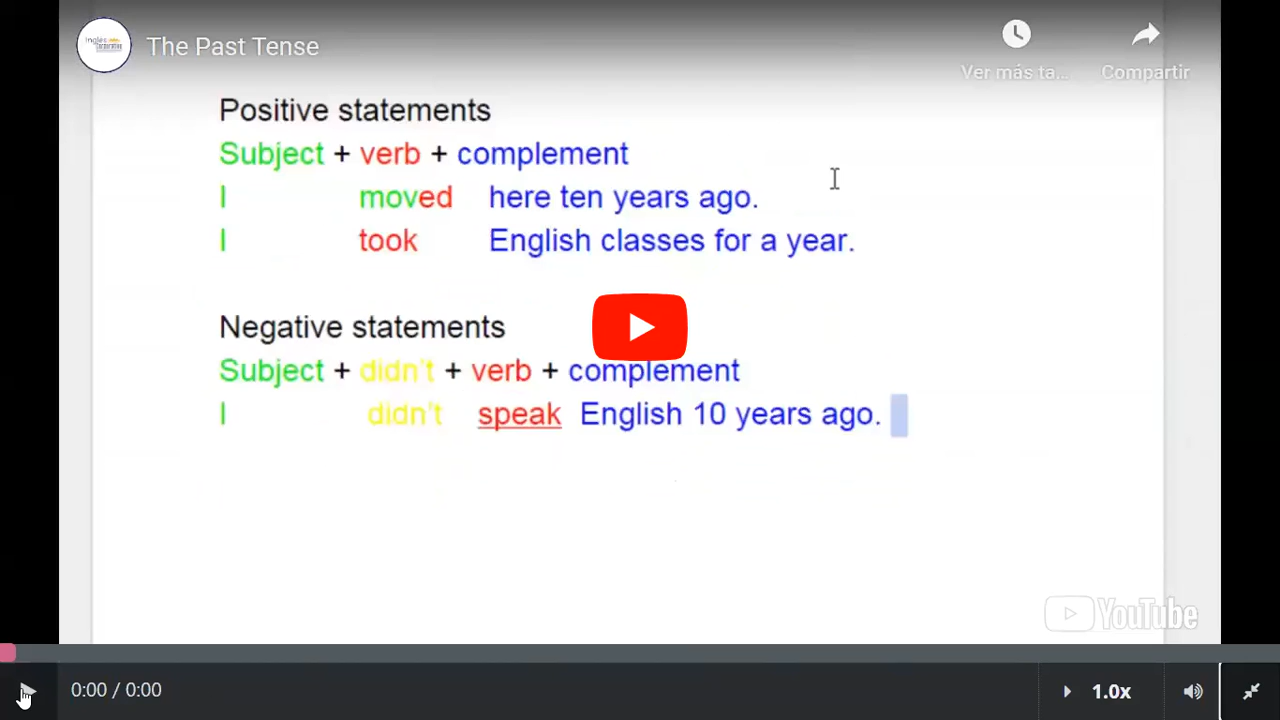 The Past Tense
Ver más ta...
Compartir
Positive statements
Subject + verb + complement
I moved here ten years ago.
I took English classes for a year.
Negative statements
Subject + didn't + verb + complement
I didn't speak English 10 years ago.
YouTube
0:00 / 0:00
1.0x